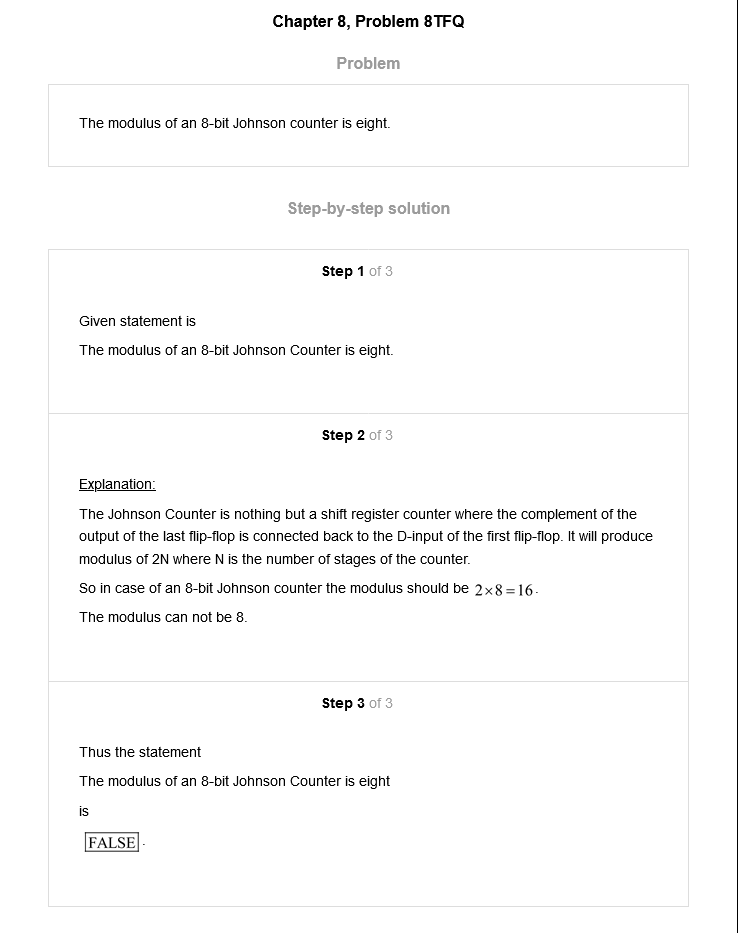 Chapter 8, Problem 8TFQ
Problem
The modulus of an 8-bit Johnson counter is eight.
Step-by-step solution
Step 1 of 3
Given statement is
The modulus of an 8-bit Johnson Counter is eight.
Step 2 of 3
Explanation:
The Johnson Counter is nothing but a shift register counter where the complement of the
output of the last flip-flop is connected back to the D-input of the first flip-flop. It will produce
modulus of 2N where N is the number of stages of the counter.
So in case of an 8-bit Johnson counter the modulus should be 2×8=16.
The modulus can not be 8.
Step 3 of 3
Thus the statement
The modulus of an 8-bit Johnson Counter is eight
is
FALSE.